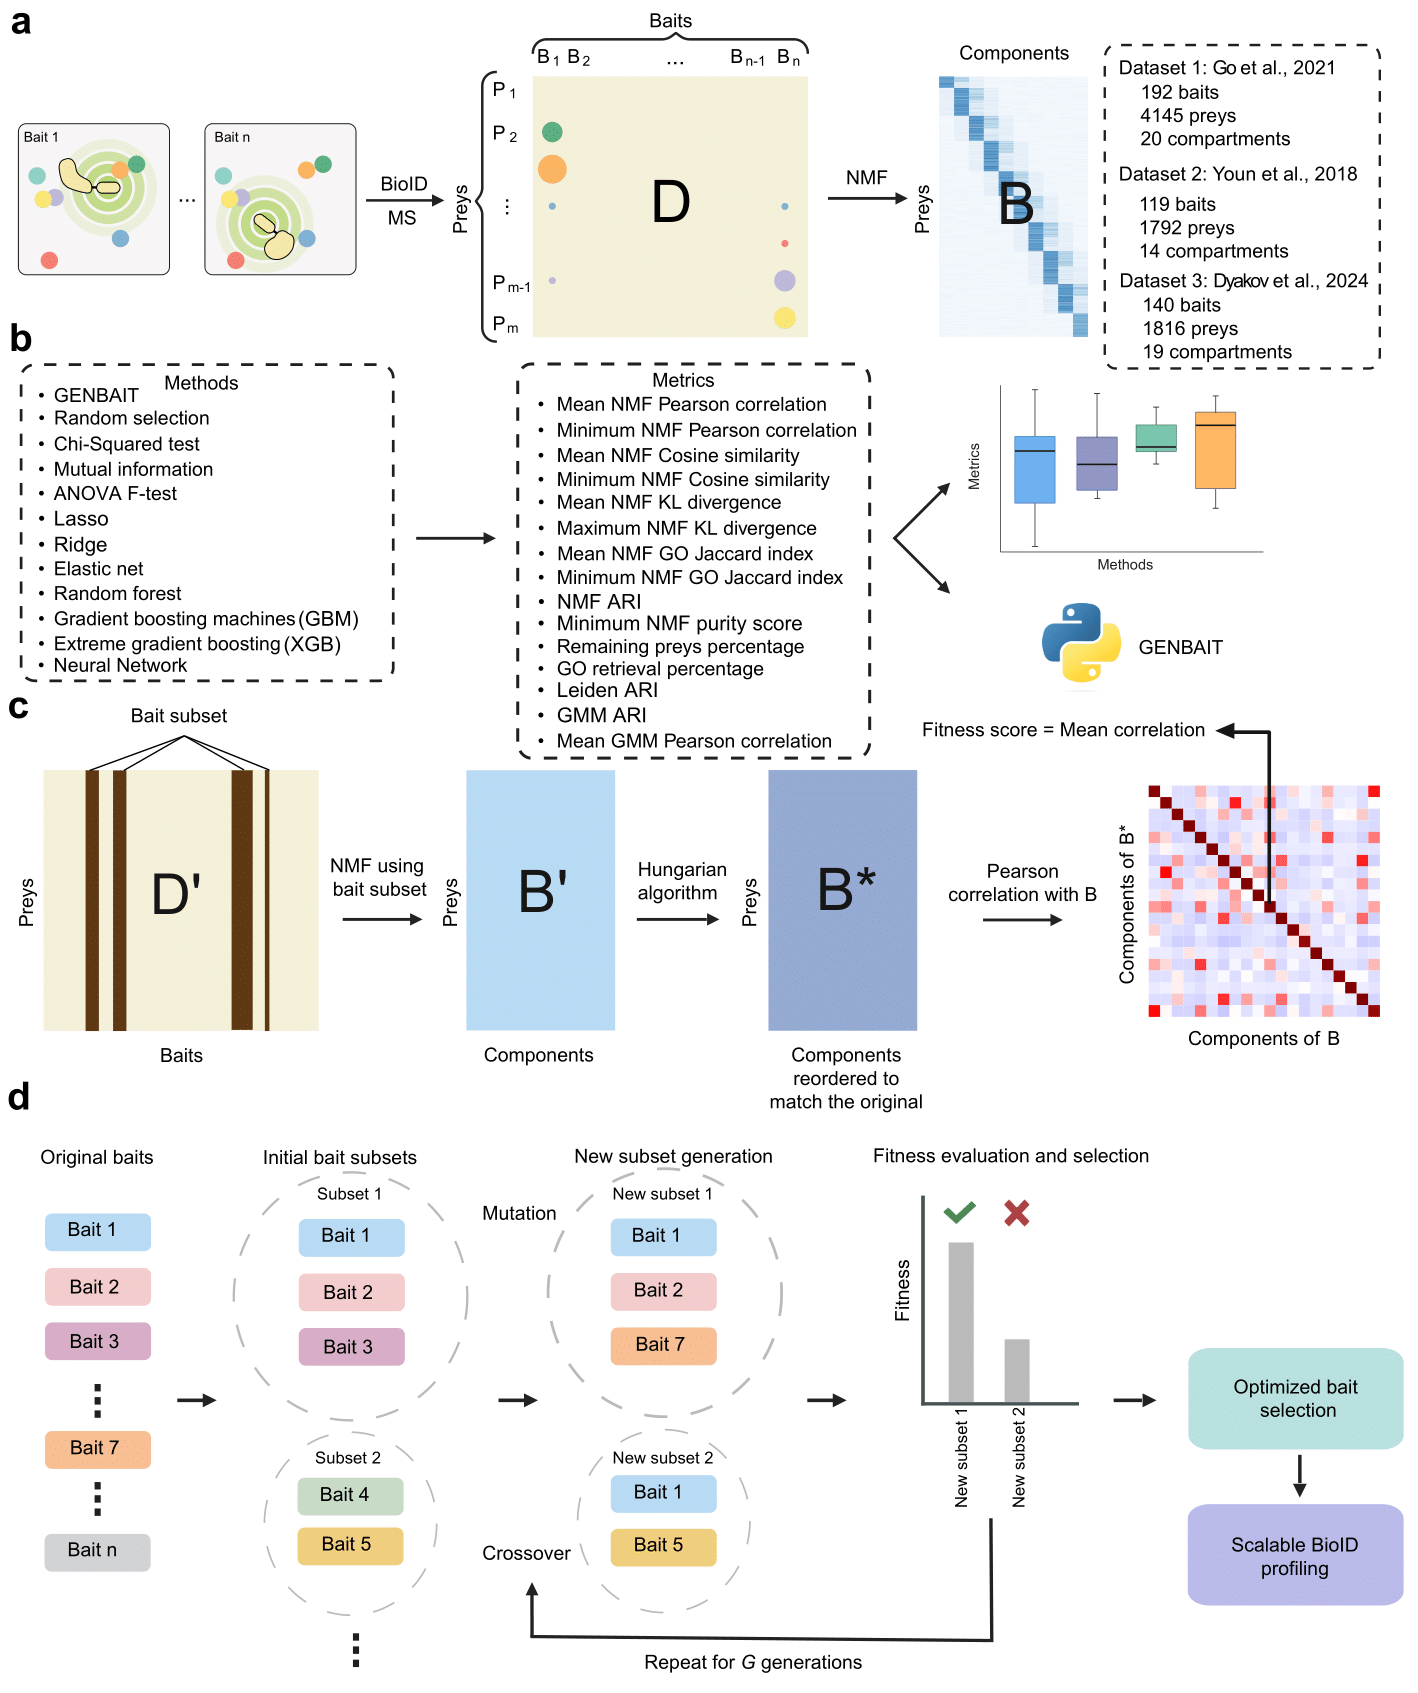 a
Bait 1
Bait n
...
BioID
MS
Baits
B1 B2 ... Bn-1 Bn
Preys
P1
P2
...
Pm-1
Pm
D
NMF
Components
Preys
B
Dataset 1: Go et al., 2021
192 baits
4145 preys
20 compartments
Dataset 2: Youn et al., 2018
119 baits
1792 preys
14 compartments
Dataset 3: Dyakov et al., 2024
140 baits
1816 preys
19 compartments
b
Methods
• GENBAIT
• Random selection
• Chi-Squared test
• Mutual information
• ANOVA F-test
• Lasso
• Ridge
• Elastic net
• Random forest
• Gradient boosting machines (GBM)
• Extreme gradient boosting (XGB)
• Neural Network
Metrics
• Mean NMF Pearson correlation
• Minimum NMF Pearson correlation
• Mean NMF Cosine similarity
• Minimum NMF Cosine similarity
• Mean NMF KL divergence
• Maximum NMF KL divergence
• Mean NMF GO Jaccard index
• Minimum NMF GO Jaccard index
• NMF ARI
• Minimum NMF purity score
• Remaining preys percentage
• GO retrieval percentage
• Leiden ARI
• GMM ARI
• Mean GMM Pearson correlation
Metrics
Methods
GENBAIT
c
Bait subset
Preys
D'
Baits
NMF using
bait subset
Preys
B'
Components
Hungarian
algorithm
Preys
B*
Components
reordered to
match the original
Pearson
correlation with B
Fitness score = Mean correlation
Components of B*
Components of B
d
Original baits
Bait 1
Bait 2
Bait 3
Bait 7
Bait n
Initial bait subsets
Subset 1
Bait 1
Bait 2
Bait 3
Subset 2
Bait 4
Bait 5
Mutation
Crossover
New subset generation
New subset 1
Bait 1
Bait 2
Bait 7
New subset 2
Bait 1
Bait 5
Fitness evaluation and selection
Fitness
New subset 1
New subset 2
Repeat for G generations
Optimized bait
selection
Scalable BioID
profiling